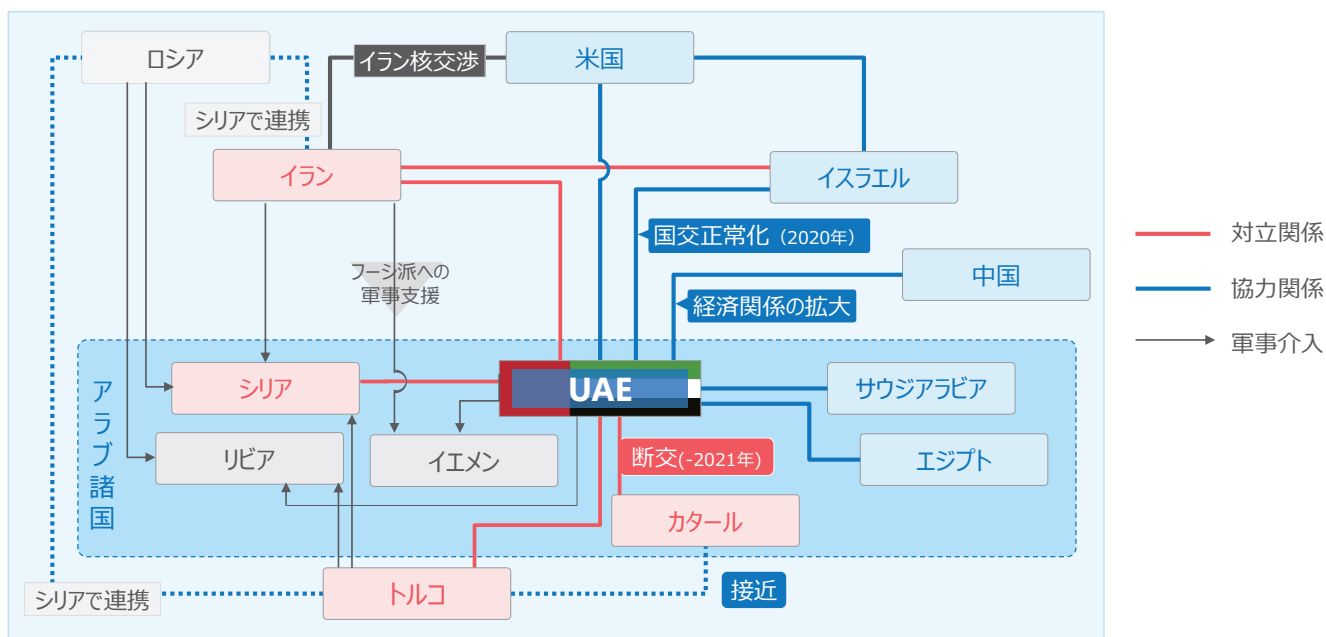 ロシア
イラン核交渉
米国
シリアで連携
イラン
イスラエル
国交正常化（2020年）
対立関係
フーシ派への
軍事支援
中国
協力関係
経済関係の拡大
軍事介入
アラブ諸国
シリア
UAE
サウジアラビア
リビア
イエメン
断交(-2021年)
エジプト
カタール
シリアで連携
トルコ
接近